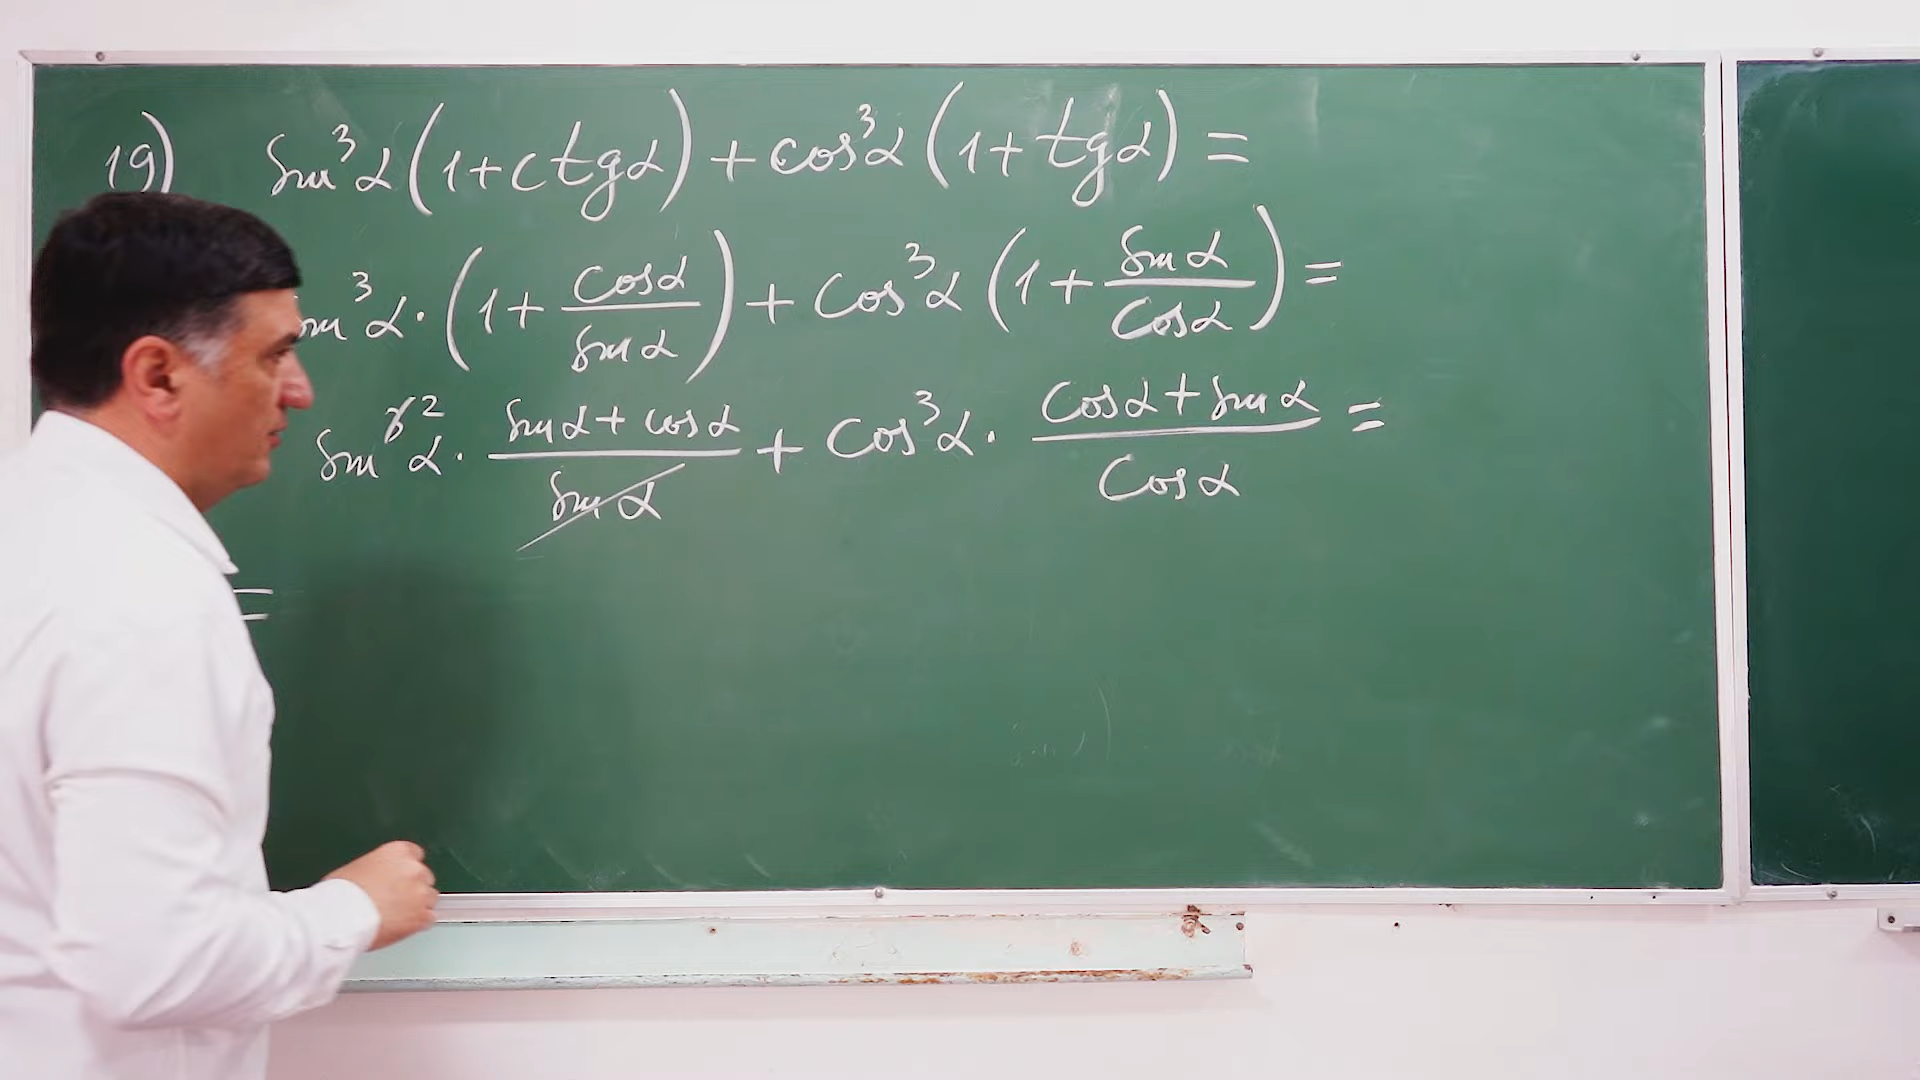 19) sin³α(1+ctgα)+cos³α(1+tgα)=
sin³α·(1+cosα/sinα)+cos³α(1+sinα/cosα)=
sin³²α·(sinα+cosα)/sinα+cos³α·(cosα+sinα)/cosα=
=